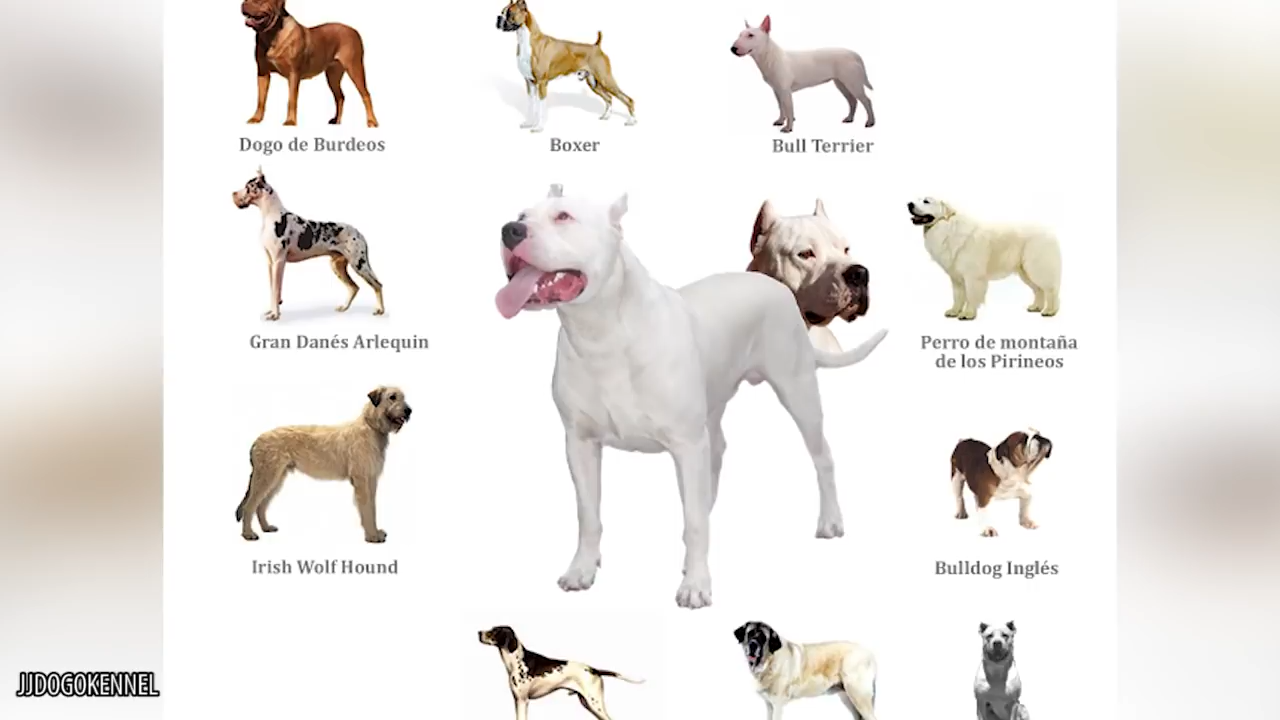 Dogo de Burdeos
Boxer
Bull Terrier
Gran Danés Arlequin
Perro de montaña
de los Pirineos
Irish Wolf Hound
Bulldog Inglés
JJDOGOKENNEL